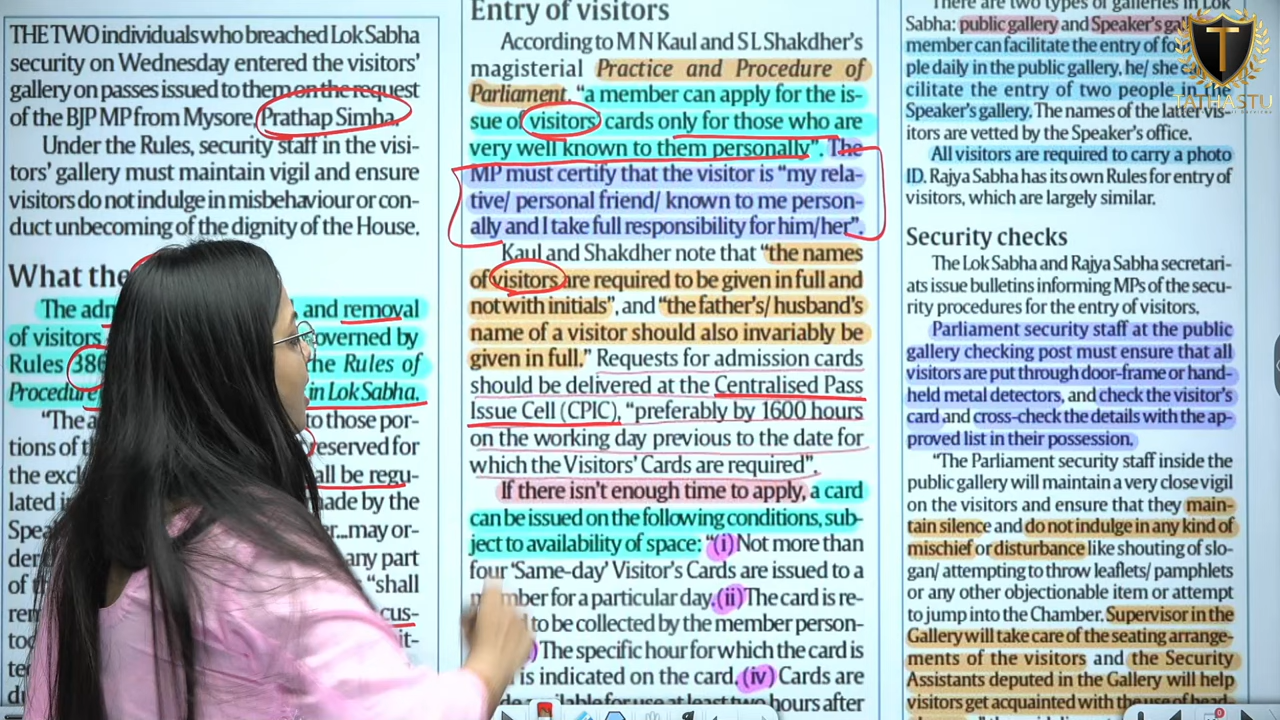 THE TWO individuals who breached Lok Sabha
security on Wednesday entered the visitors'
gallery on passes issued to them on the request
of the BJP MP from Mysore, Prathap Simha.
Under the Rules, security staff in the visi-
tors' gallery must maintain vigil and ensure
visitors do not indulge in misbehaviour or con-
duct unbecoming of the dignity of the House.
What the
The and removal
of visitors overned by
Rules 386 he Rules of
Procedure in Lok Sabha.
to those por-
tions of reserved for
the all be regu-
lated ade by the
er...may or-
any part
of "shall
cus-
Entry of visitors
According to M N Kaul and S L Shakdher's
magisterial Practice and Procedure of
Parliament, "a member can apply for the is-
sue of visitors' cards only for those who are
very well known to them personally". The
MP must certify that the visitor is "my rela-
tive/ personal friend/ known to me person-
ally and I take full responsibility for him/her".
Kaul and Shakdher note that "the names
of visitors are required to be given in full and
not with initials", and "the father's/ husband's
name of a visitor should also invariably be
given in full." Requests for admission cards
should be delivered at the Centralised Pass
Issue Cell (CPIC), "preferably by 1600 hours
on the working day previous to the date for
which the Visitors' Cards are required".
If there isn't enough time to apply, a card
can be issued on the following conditions, sub-
ject to availability of space: "(i) Not more than
four 'Same-day' Visitor's Cards are issued to a
member for a particular day. (ii) The card is re-
to be collected by the member person-
The specific hour for which the card is
is indicated on the card. (iv) Cards are
hours after
There are two types of galleries in Lok
Sabha: public gallery and Speaker's
member can facilitate the entry of
ple daily in the public gallery, he/ she
cilitate the entry of two people in the
Speaker's gallery. The names of the latter vis-
itors are vetted by the Speaker's office.
All visitors are required to carry a photo
ID. Rajya Sabha has its own Rules for entry of
visitors, which are largely similar.
Security checks
The Lok Sabha and Rajya Sabha secretari-
ats issue bulletins informing MPs of the secu-
rity procedures for the entry of visitors.
Parliament security staff at the public
gallery checking post must ensure that all
visitors are put through door-frame or hand-
held metal detectors, and check the visitor's
card and cross-check the details with the ap-
proved list in their possession.
"The Parliament security staff inside the
public gallery will maintain a very close vigil
on the visitors and ensure that they main-
tain silence and do not indulge in any kind of
mischief or disturbance like shouting of slo-
gan/ attempting to throw leaflets/ pamphlets
or any other objectionable item or attempt
to jump into the Chamber. Supervisor in the
Gallery will take care of the seating arrange-
ments of the visitors and the Security
Assistants deputed in the Gallery will help
visitors get acquainted with the use of
T
TATHASTU